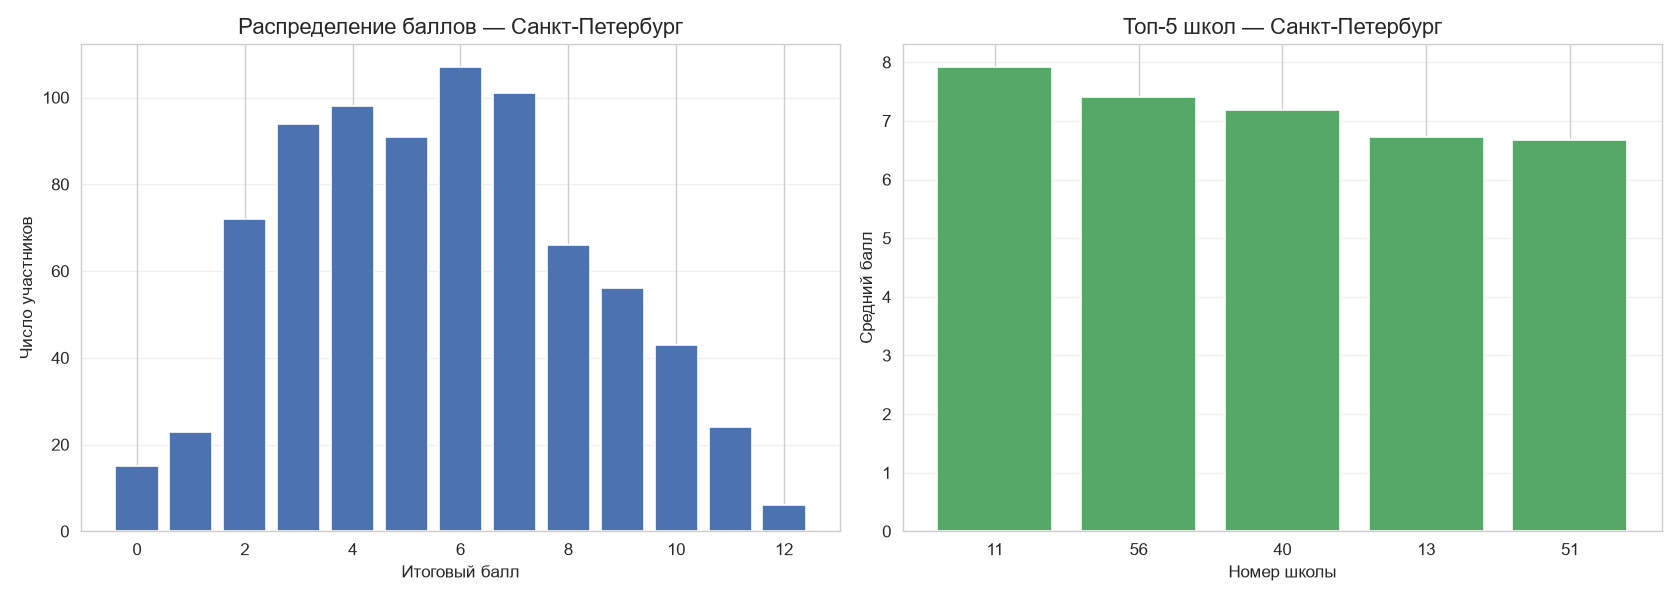 Распределение баллов — Санкт-Петербург
Число участников
100
80
60
40
20
0
0 2 4 6 8 10 12
Итоговый балл
Топ-5 школ — Санкт-Петербург
Средний балл
8
7
6
5
4
3
2
1
0
11 56 40 13 51
Номер школы